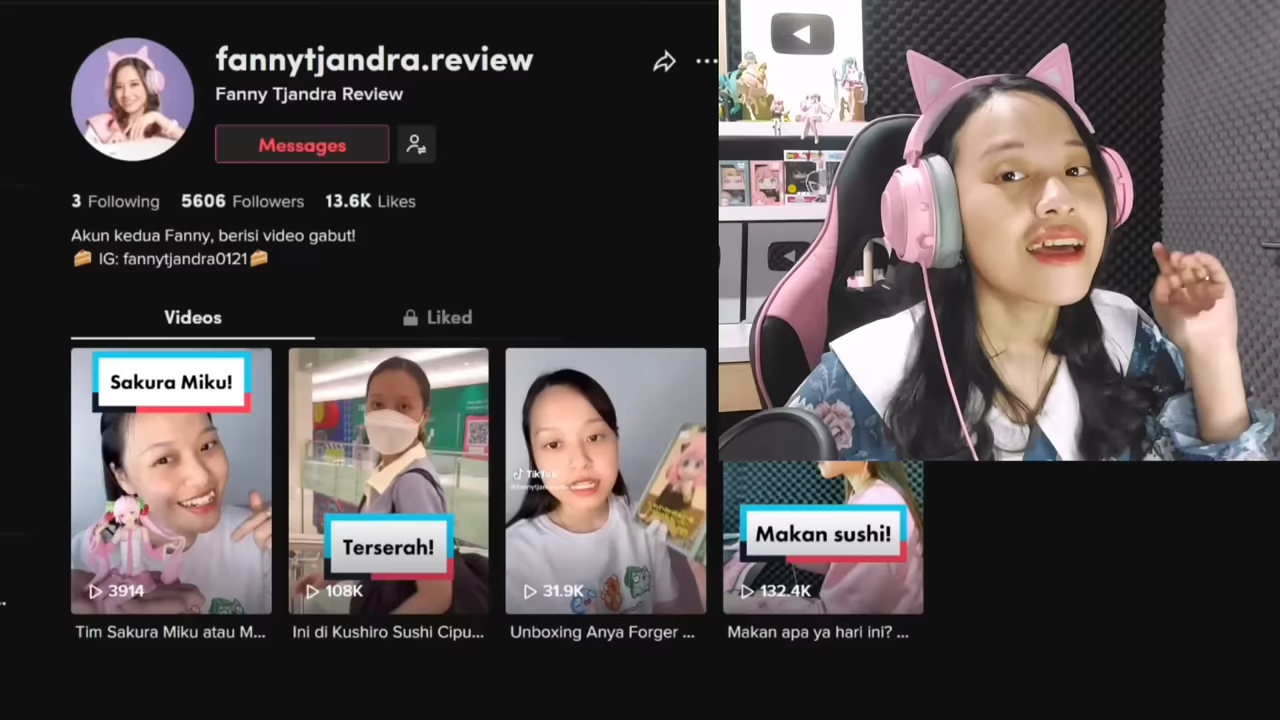 fannytjandra.review
Fanny Tjandra Review
Messages
3 Following 5606 Followers 13.6K Likes
Akun kedua Fanny, berisi video gabut!
IG: fannytjandra0121
Videos
Liked
Sakura Miku!
3914
Tim Sakura Miku atau M...
Terserah!
108K
Ini di Kushiro Sushi Cipu...
TikTok
31.9K
Unboxing Anya Forger ...
Makan sushi!
132.4K
Makan apa ya hari ini? ...